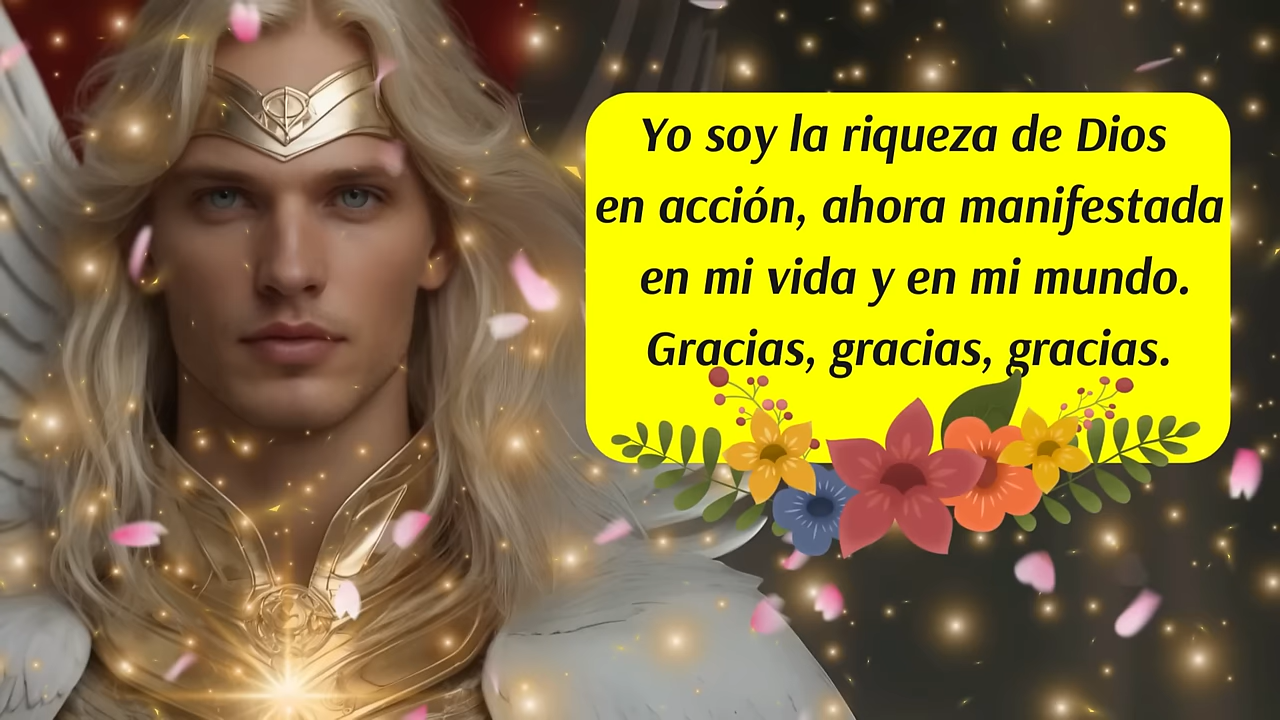 Yo soy la riqueza de Dios
en acción, ahora manifestada
en mi vida y en mi mundo.
Gracias, gracias, gracias.